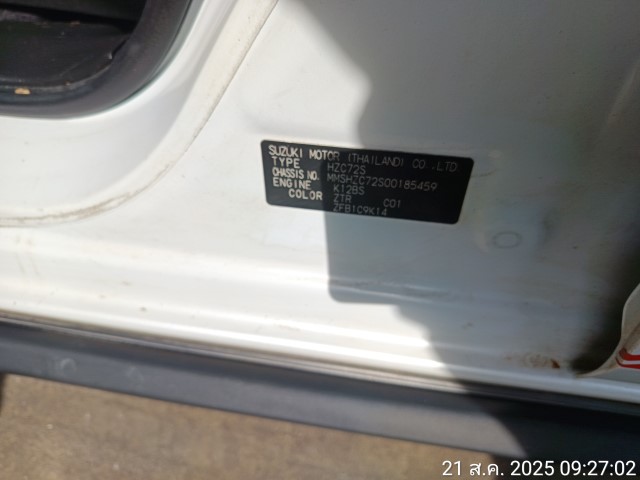 SUZUKI MOTOR (THAILAND) CO.,LTD
TYPE HZC72S
CHASSIS NO. MMSHZC72S00185459
ENGINE K12BS
COLOR ZTR C01
ZFB1C9K14
21 ส.ค. 2025 09:27:02